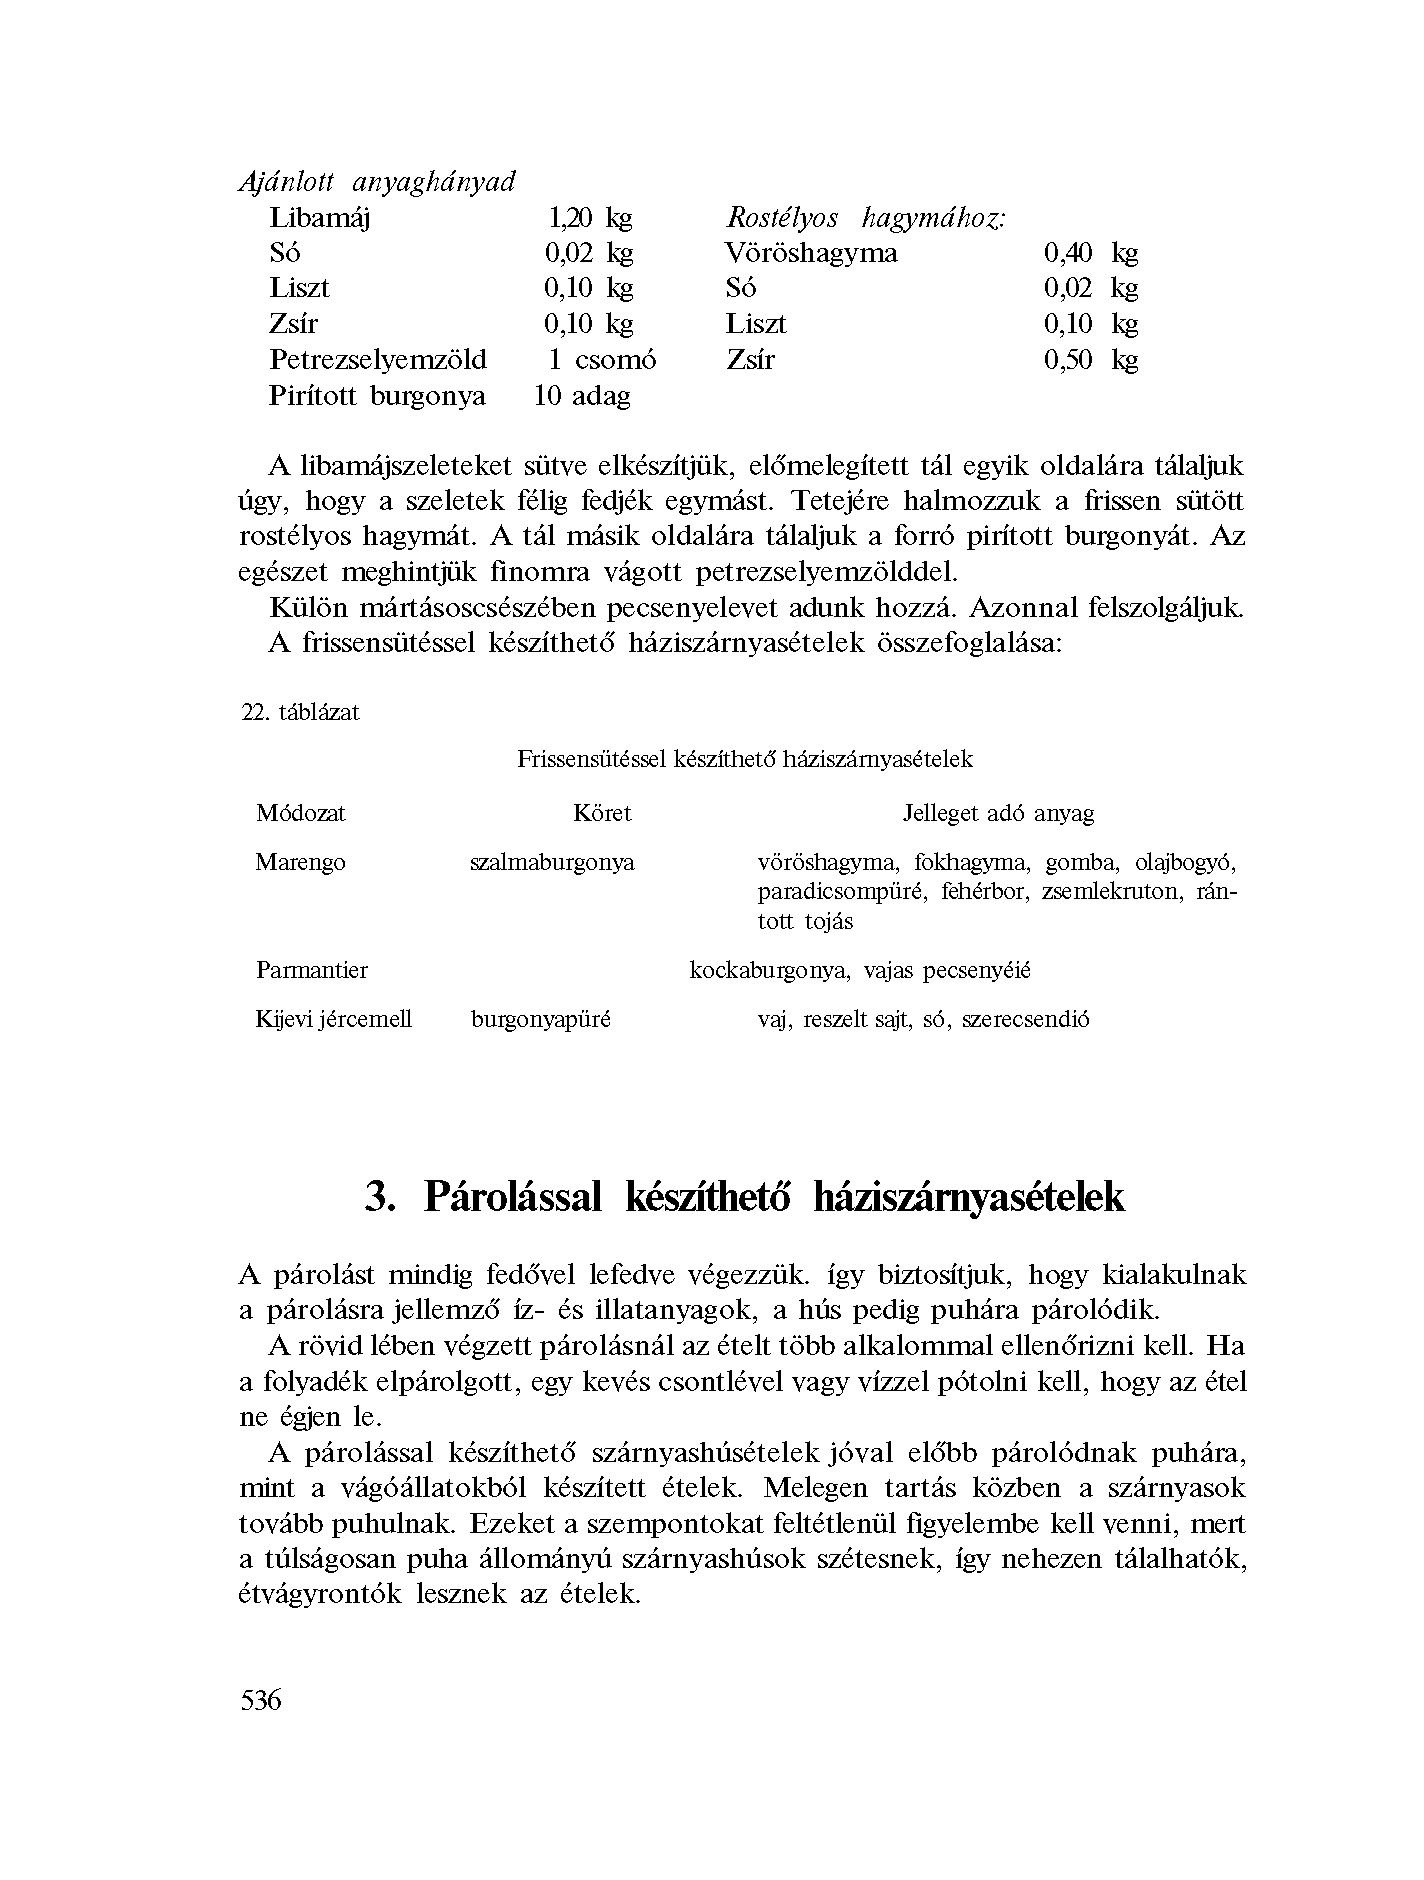 Ajánlott anyaghányad
Libamáj 1,20 kg Rostélyos hagymához:
Só 0,02 kg Vöröshagyma 0,40 kg
Liszt 0,10 kg Só 0,02 kg
Zsír 0,10 kg Liszt 0,10 kg
Petrezselyemzöld 1 csomó Zsír 0,50 kg
Pirított burgonya 10 adag
A libamájszeleteket sütve elkészítjük, előmelegített tál egyik oldalára tálaljuk
úgy, hogy a szeletek félig fedjék egymást. Tetejére halmozzuk a frissen sütött
rostélyos hagymát. A tál másik oldalára tálaljuk a forró pirított burgonyát. Az
egészet meghintjük finomra vágott petrezselyemzölddel.
Külön mártásoscsészében pecsenyelevet adunk hozzá. Azonnal felszolgáljuk.
A frissensütéssel készíthető háziszárnyasételek összefoglalása:
22. táblázat
Frissensütéssel készíthető háziszárnyasételek
Módozat Köret Jelleget adó anyag
Marengo szalmaburgonya vöröshagyma, fokhagyma, gomba, olajbogyó,
paradicsompüré, fehérbor, zsemlekruton, rán-
tott tojás
Parmantier kockaburgonya, vajas pecsenyéié
Kijevi jércemell burgonyapüré vaj, reszelt sajt, só, szerecsendió
3. Párolással készíthető háziszárnyasételek
A párolást mindig fedővel lefedve végezzük. így biztosítjuk, hogy kialakulnak
a párolásra jellemző íz- és illatanyagok, a hús pedig puhára párolódik.
A rövid lében végzett párolásnál az ételt több alkalommal ellenőrizni kell. Ha
a folyadék elpárolgott, egy kevés csontlével vagy vízzel pótolni kell, hogy az étel
ne égjen le.
A párolással készíthető szárnyashúsételek jóval előbb párolódnak puhára,
mint a vágóállatokból készített ételek. Melegen tartás közben a szárnyasok
tovább puhulnak. Ezeket a szempontokat feltétlenül figyelembe kell venni, mert
a túlságosan puha állományú szárnyashúsok szétesnek, így nehezen tálalhatók,
étvágyrontók lesznek az ételek.
536